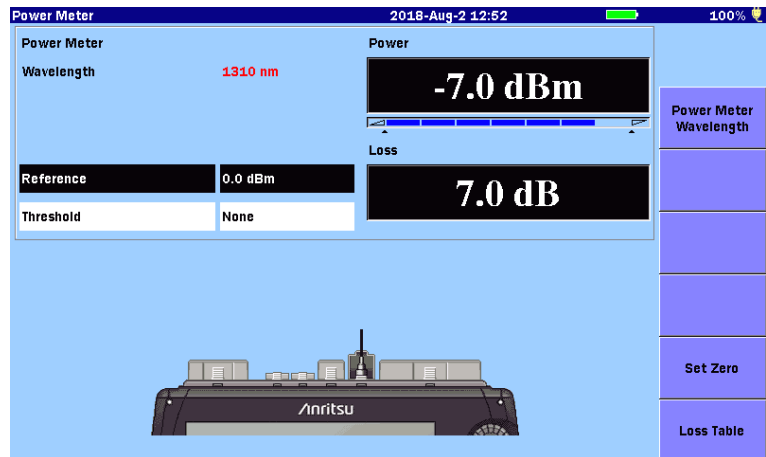 Power Meter 2018-Aug-2 12:52 100%
Power Meter
Wavelength 1310 nm
Power
-7.0 dBm
Loss
7.0 dB
Reference 0.0 dBm
Threshold None
Power Meter
Wavelength
Set Zero
Loss Table
Anritsu